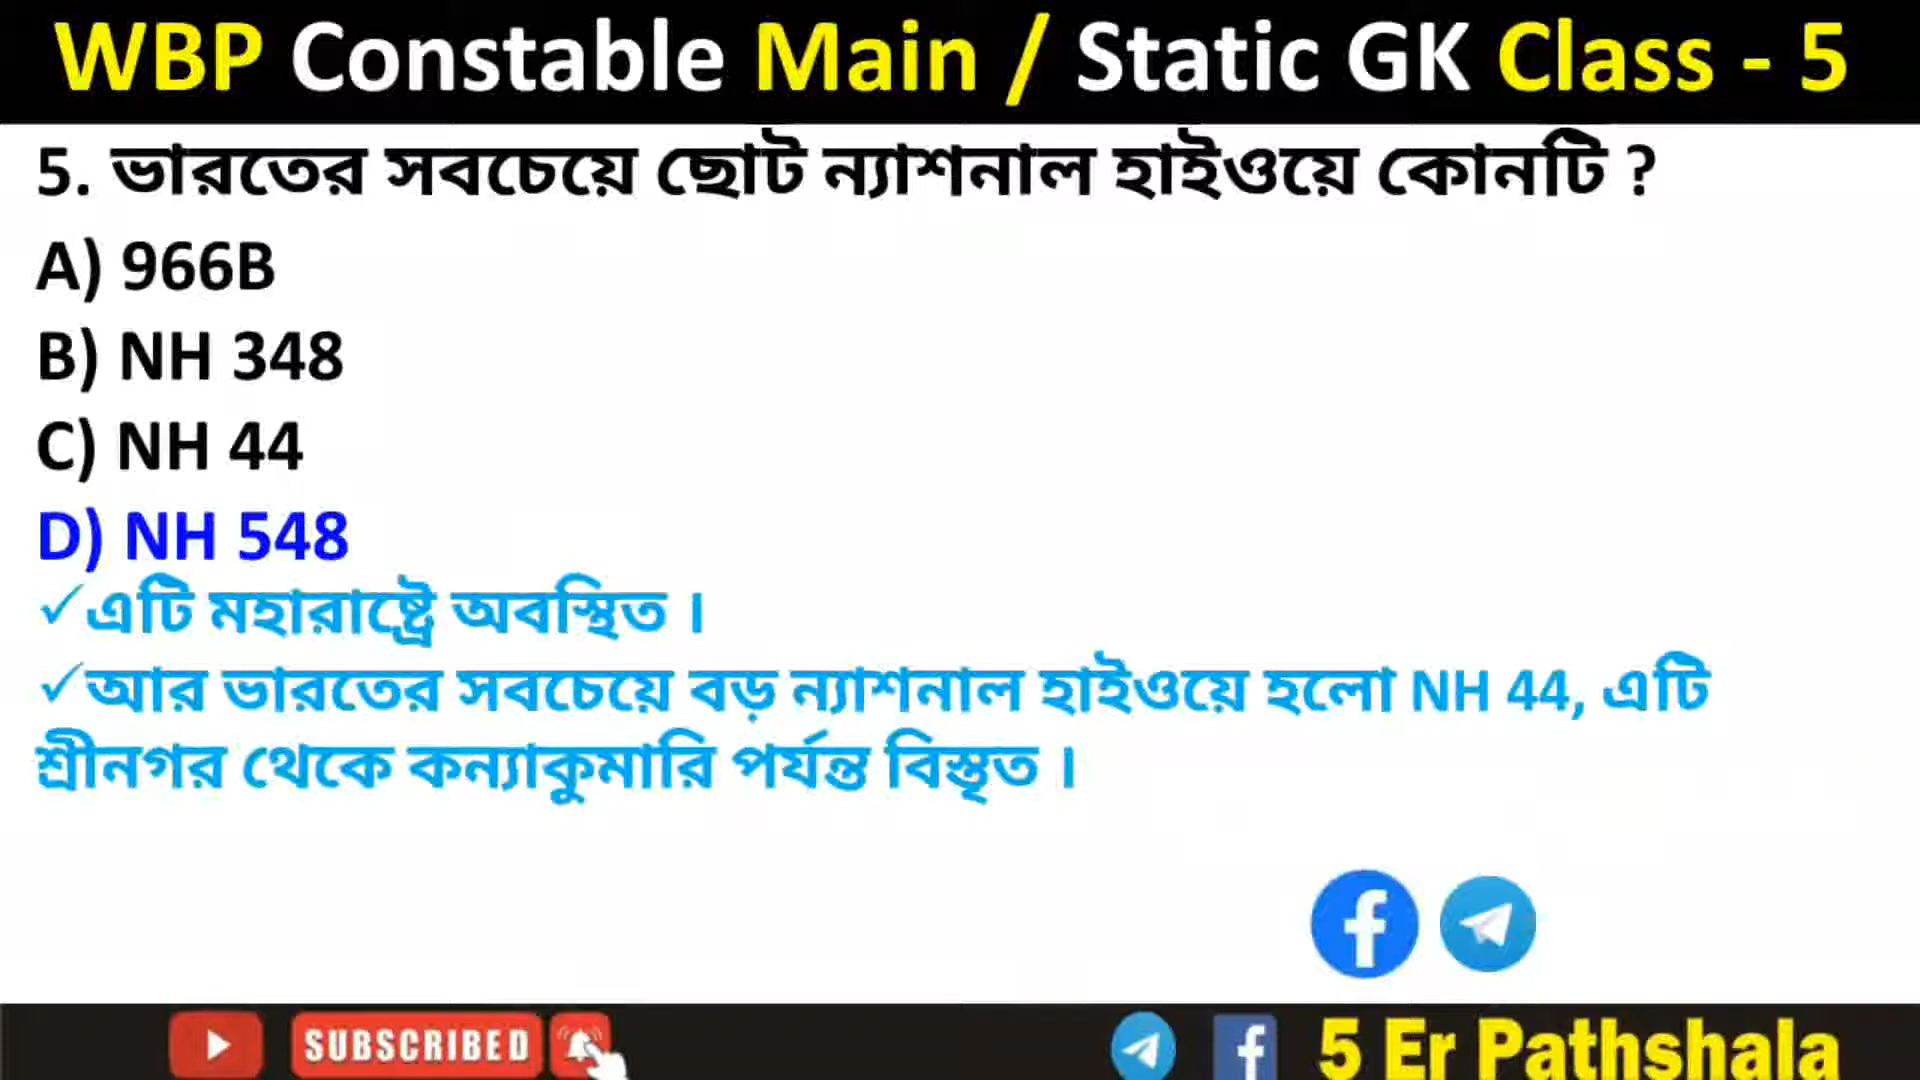 WBP Constable Main / Static GK Class - 5
5. ভারতের সবচেয়ে ছোট ন্যাশনাল হাইওয়ে কোনটি ?
A) 966B
B) NH 348
C) NH 44
D) NH 548
✓এটি মহারাষ্ট্রে অবস্থিত ।
✓আর ভারতের সবচেয়ে বড় ন্যাশনাল হাইওয়ে হলো NH 44, এটি
শ্রীনগর থেকে কন্যাকুমারি পর্যন্ত বিস্তৃত ।
SUBSCRIBED
5 Er Pathshala